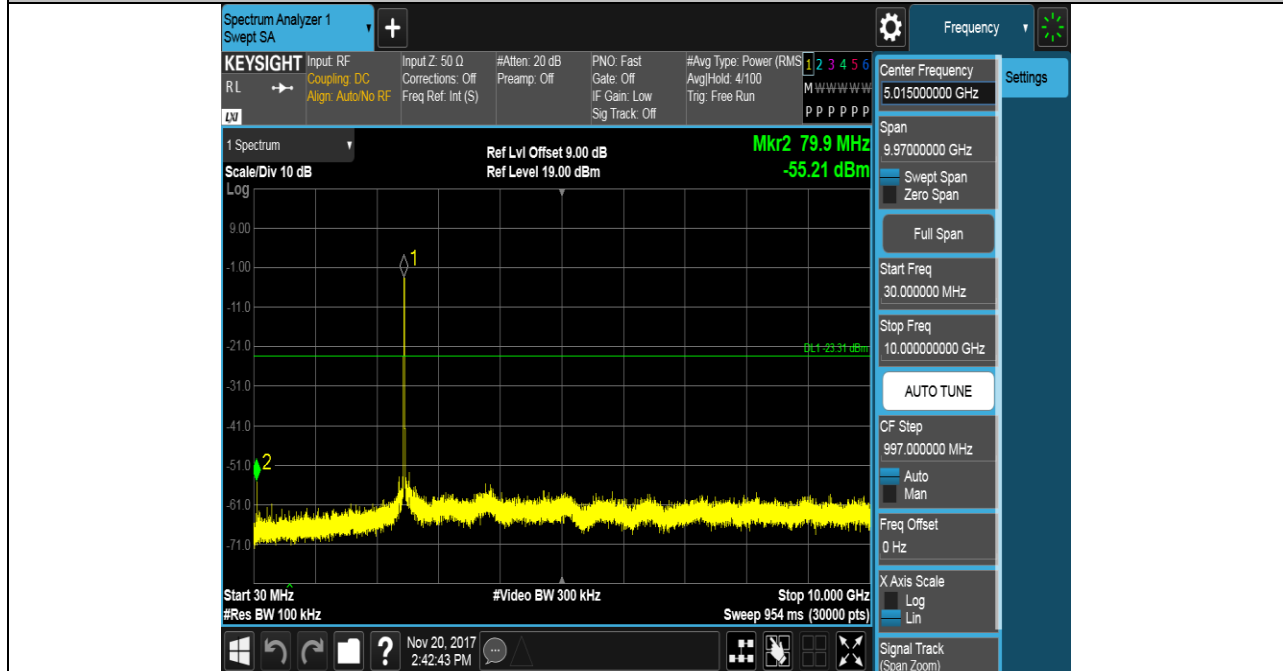 Spectrum Analyzer 1
Swept SA
Frequency
KEYSIGHT
RL
LXI
Input: RF
Coupling: DC
Align: Auto/No RF
Input Z: 50 Ω
Corrections: Off
Freq Ref: Int (S)
#Atten: 20 dB
Preamp: Off
PNO: Fast
Gate: Off
IF Gain: Low
Sig Track: Off
#Avg Type: Power (RMS
Avg|Hold: 4/100
Trig: Free Run
1 2 3 4 5 6
M W W W W W
P P P P P P
1 Spectrum
Scale/Div 10 dB
Log
Ref Lvl Offset 9.00 dB
Ref Level 19.00 dBm
Mkr2 79.9 MHz
-55.21 dBm
9.00
-1.00
-11.0
-21.0
-31.0
-41.0
-51.0
-61.0
-71.0
1
2
DL1 -23.31 dBm
Start 30 MHz
#Res BW 100 kHz
#Video BW 300 kHz
Stop 10.000 GHz
Sweep 954 ms (30000 pts)
?
Nov 20, 2017
2:42:43 PM
Center Frequency
5.015000000 GHz
Settings
Span
9.97000000 GHz
Swept Span
Zero Span
Full Span
Start Freq
30.000000 MHz
Stop Freq
10.000000000 GHz
AUTO TUNE
CF Step
997.000000 MHz
Auto
Man
Freq Offset
0 Hz
X Axis Scale
Log
Lin
Signal Track
(Span Zoom)